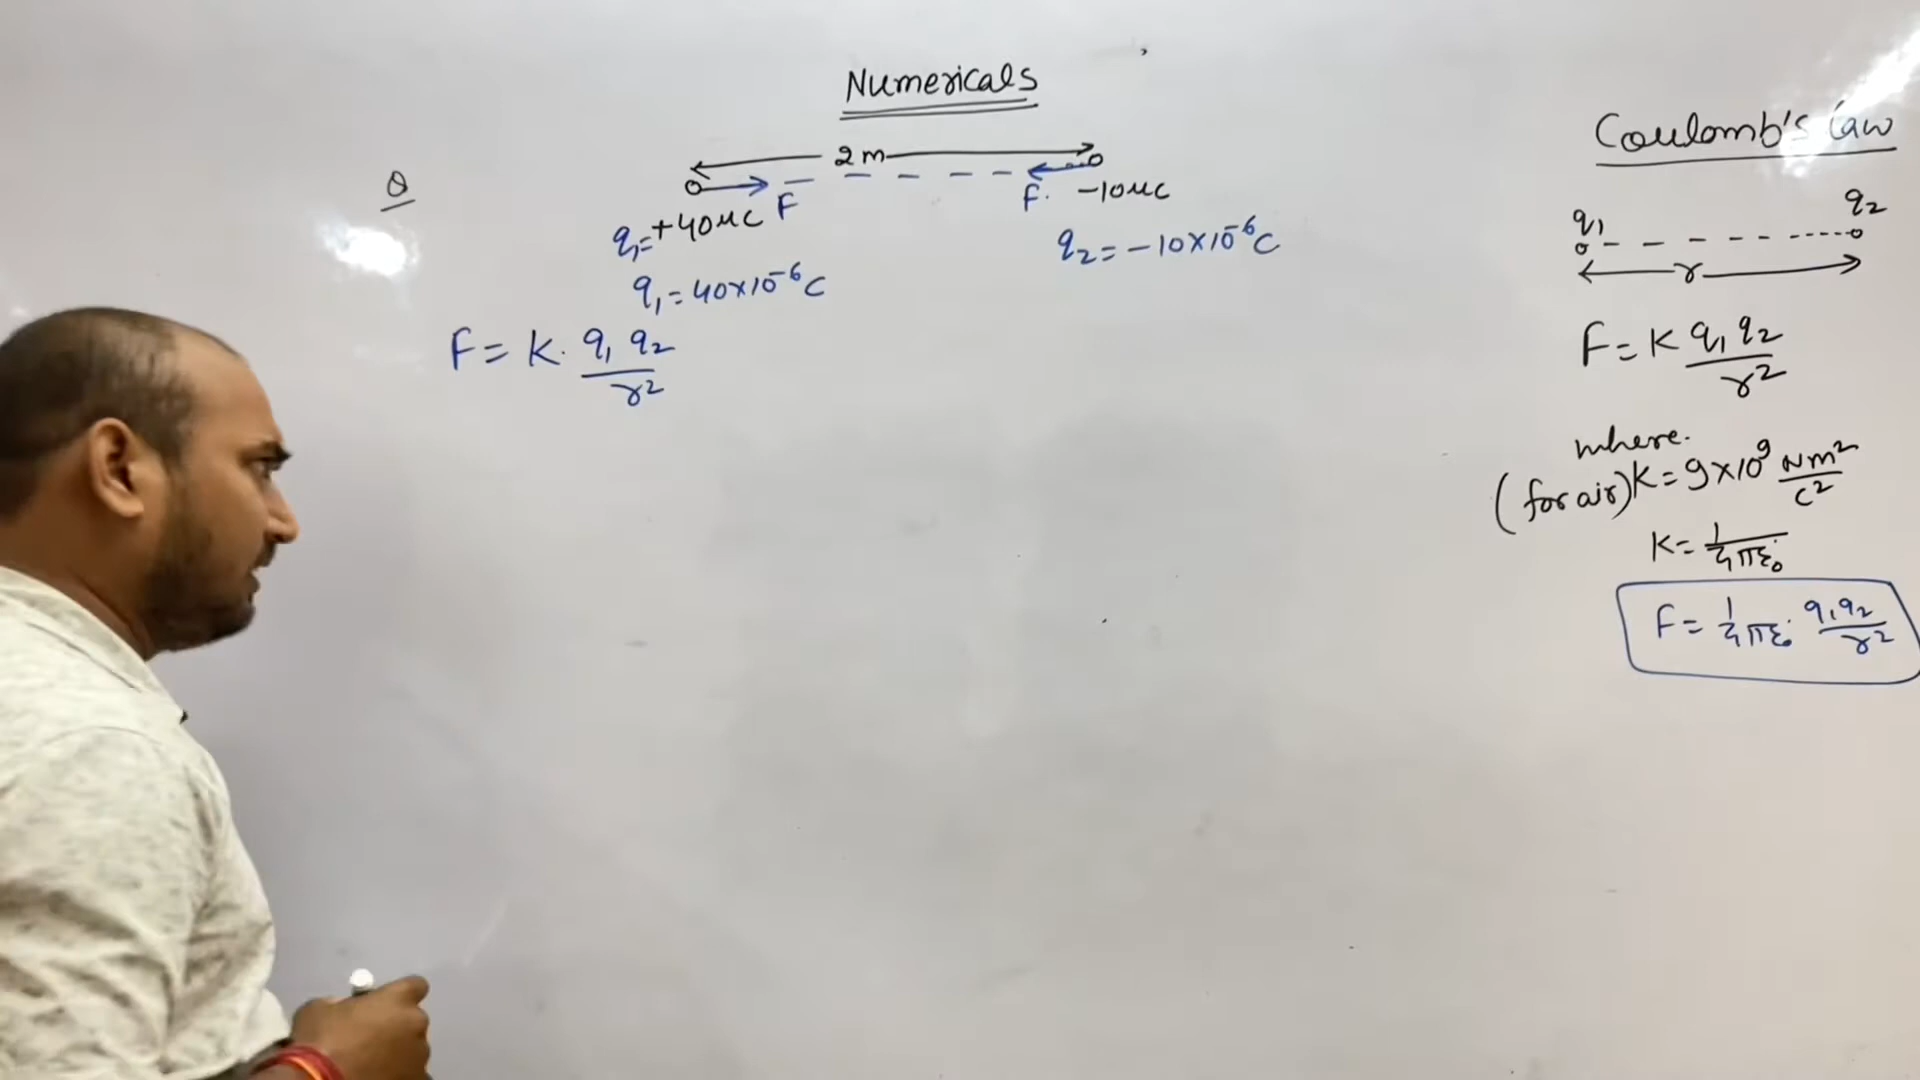 Numericals
Q
2 m
F
F.
q₁=+40μC
-10μC
q₁=40×10⁻⁶C
q₂=-10×10⁻⁶C
F = K. q₁ q₂ / r²
Coulomb's Law
q₁ q₂
r
F = K q₁ q₂ / r²
where.
(for air) K = 9×10⁹ Nm²/C²
K = 1/4πε₀
F = 1/4πε₀ q₁q₂/r²